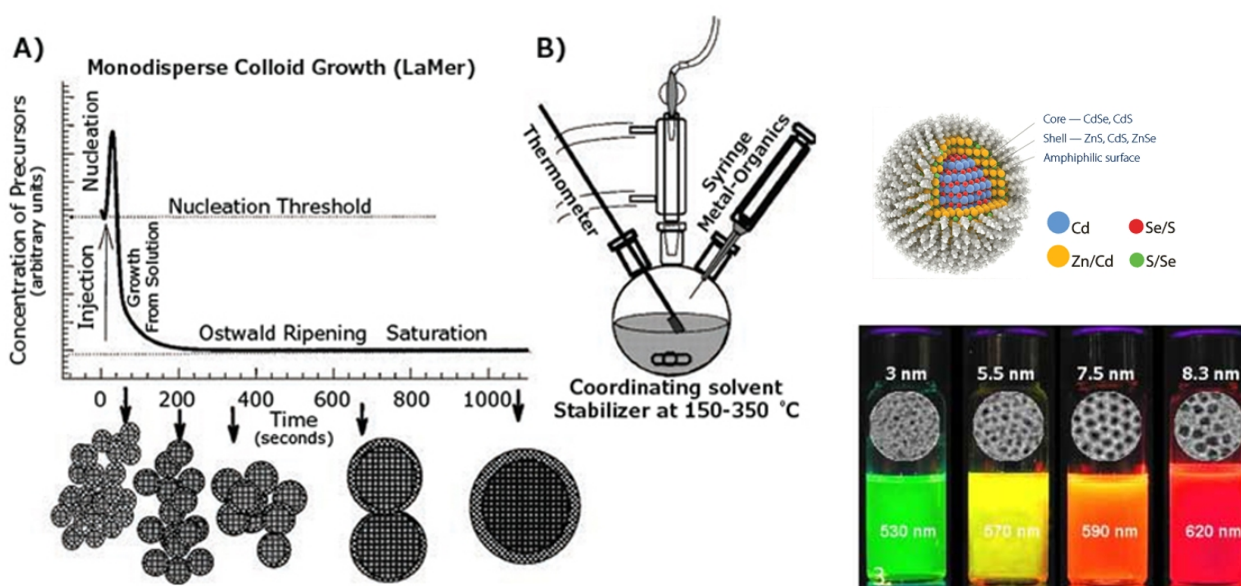 A)
Monodisperse Colloid Growth (LaMer)
Concentration of Precursors
(arbitrary units)
Nucleation
Nucleation Threshold
Injection
Growth
From Solution
Ostwald Ripening Saturation
0 200 400 600 800 1000
Time
(seconds)
B)
Thermometer
Syringe
Metal-Organics
Coordinating solvent
Stabilizer at 150-350 °C
Core — CdSe, CdS
Shell — ZnS, CdS, ZnSe
Amphiphilic surface
Cd
Se/S
Zn/Cd
S/Se
3 nm 5.5 nm 7.5 nm 8.3 nm
530 nm 570 nm 590 nm 620 nm